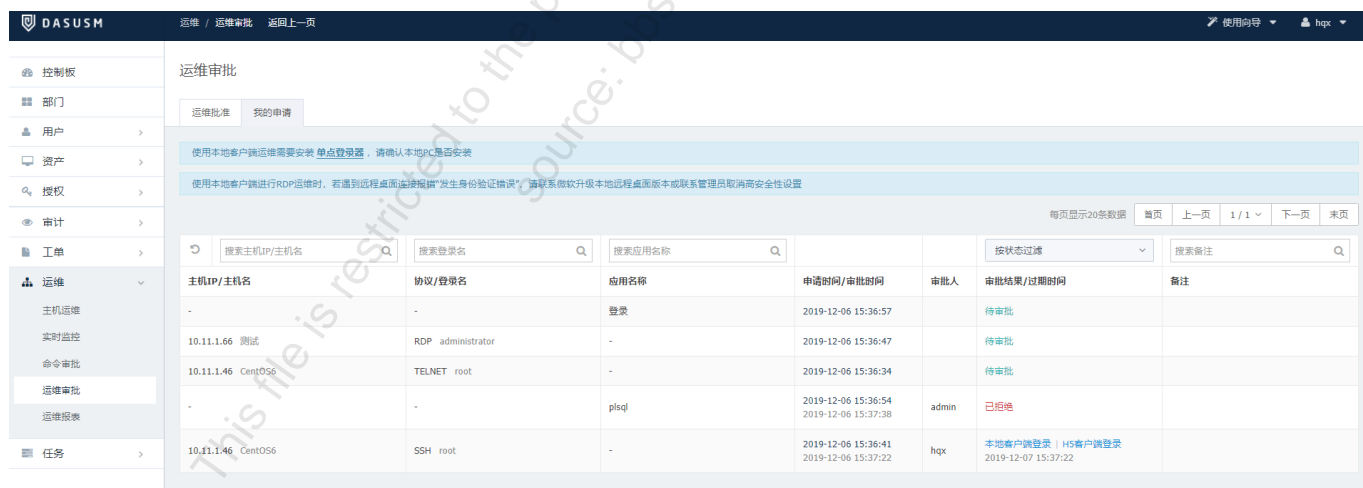 DASUSM
运维 / 运维审批 返回上一页
使用向导
hqx
控制板
部门
用户
资产
授权
审计
工单
运维
主机运维
实时监控
命令审批
运维审批
运维报表
任务
运维审批
运维批准 我的申请
使用本地客户端运维需要安装 单点登录器 ，请确认本地PC是否安装
使用本地客户端进行RDP运维时，若遇到远程桌面连接报错"发生身份验证错误"，请联系微软升级本地远程桌面版本或联系管理员取消高安全性设置
每页显示20条数据 首页 上一页 1 / 1 下一页 末页
搜索主机IP/主机名 搜索登录名 搜索应用名称 按状态过滤 搜索备注
主机IP/主机名 协议/登录名 应用名称 申请时间/审批时间 审批人 审批结果/过期时间 备注
- - 登录 2019-12-06 15:36:57 待审批
10.11.1.66 测试 RDP administrator - 2019-12-06 15:36:47 待审批
10.11.1.46 CentOS6 TELNET root - 2019-12-06 15:36:34 待审批
- - plsql 2019-12-06 15:36:54 admin 已拒绝
2019-12-06 15:37:38
10.11.1.46 CentOS6 SSH root - 2019-12-06 15:36:41 hqx 本地客户端登录 | H5客户端登录
2019-12-06 15:37:22 2019-12-07 15:37:22
This file is restricted to the p
source: bbs